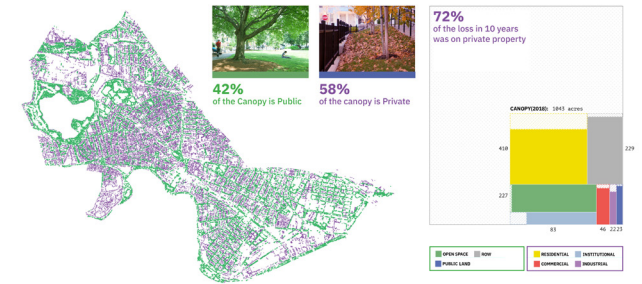 72%
of the loss in 10 years
was on private property
42%
of the Canopy is Public
58%
of the canopy is Private
CANOPY(2018): 1043 acres
410
229
227
83
46
22
23
OPEN SPACE
ROW
PUBLIC LAND
RESIDENTIAL
INSTITUTIONAL
COMMERCIAL
INDUSTRIAL